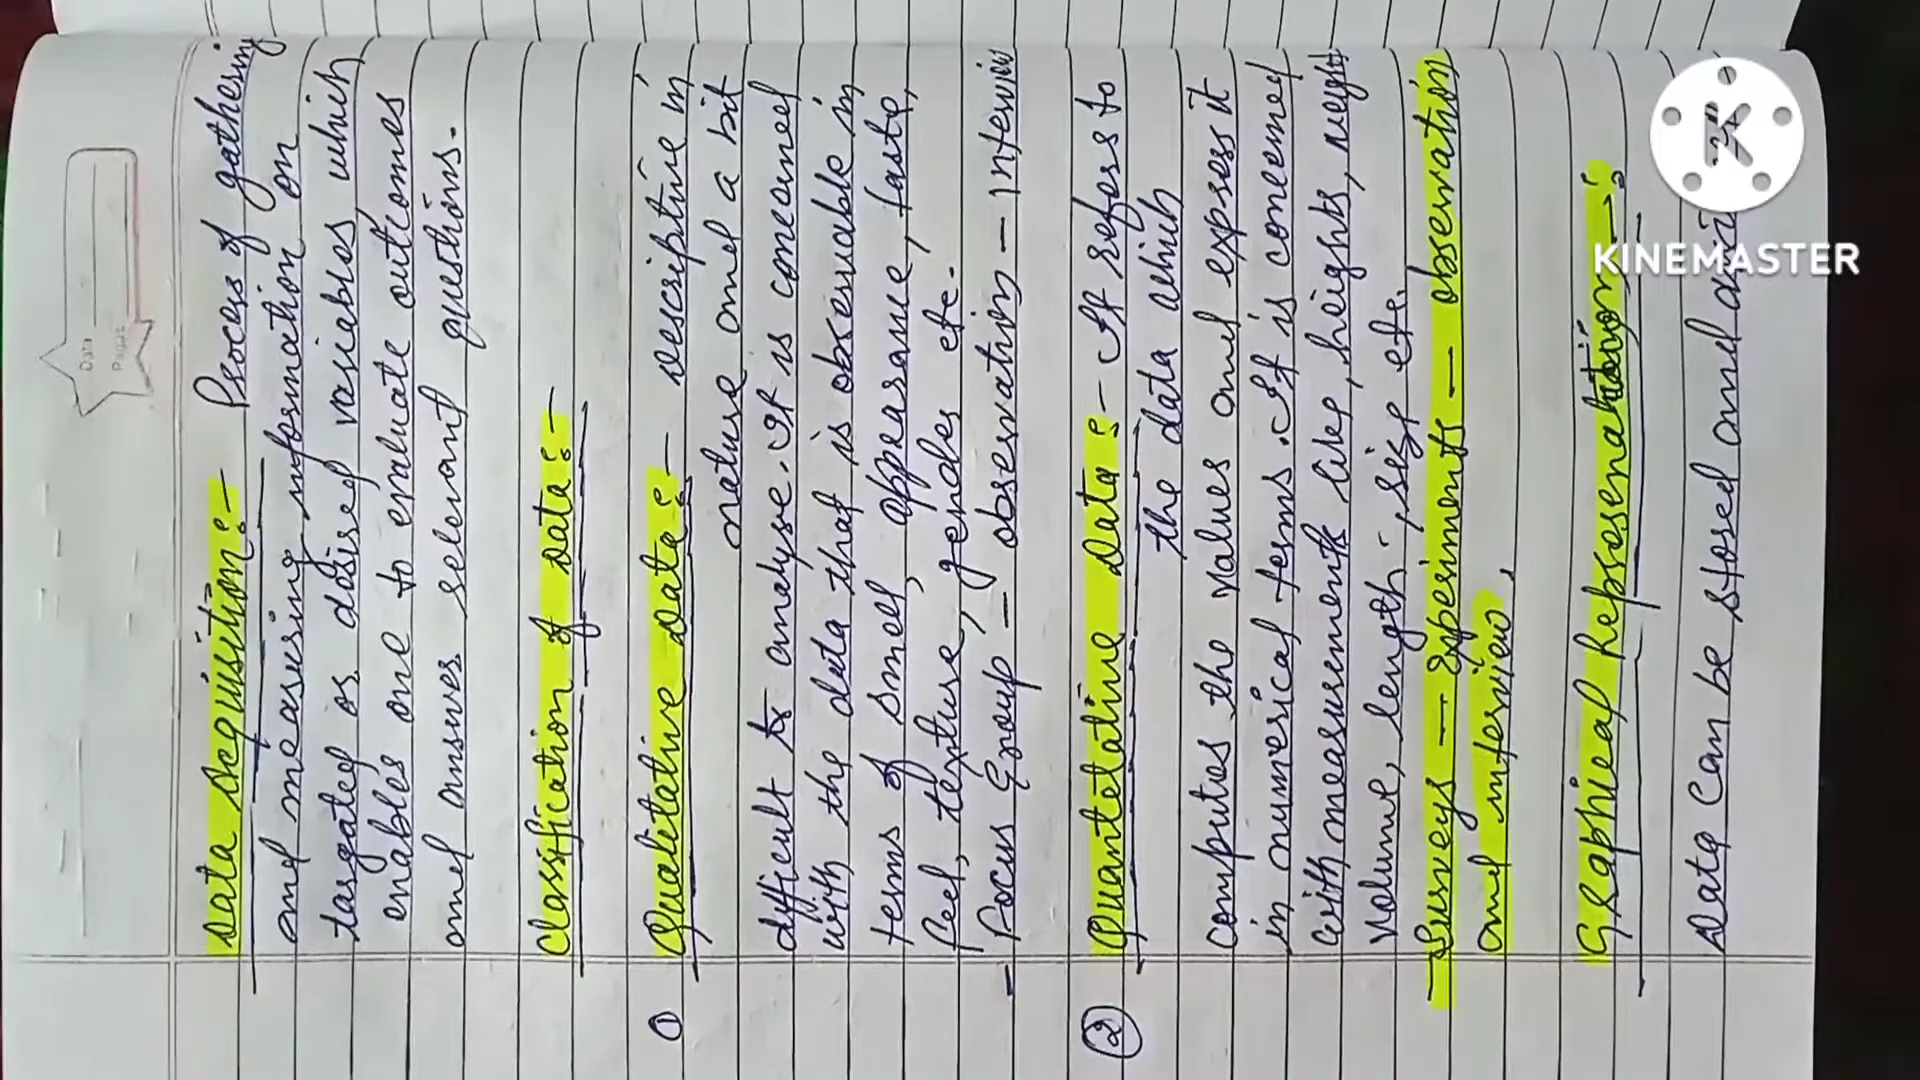 Data
Pages
Data Acquisition:- Process of gathering
and measuring information on
targated or desired variables which
enables one to evaluate outcomes
and answer relevant questions.
Classification of Data:-
① Qualitative Data:- Descriptive in
nature and a bit
difficult to analyse. It is concerned
with the data that is observable in
terms of smell, appearance, taste,
feel, texture, gender, etc.
- Focus Group - observation - Interview
② Quantetative Data:- It refers to
the data which
computes the values and express it
in numerical terms. It is concerned
with measurements like, heights, weight
volume, length, size etc.
- Surveys - Experiments - observation
and interview.
Graphical Representation:-
Data Can be stored and
KINEMASTER